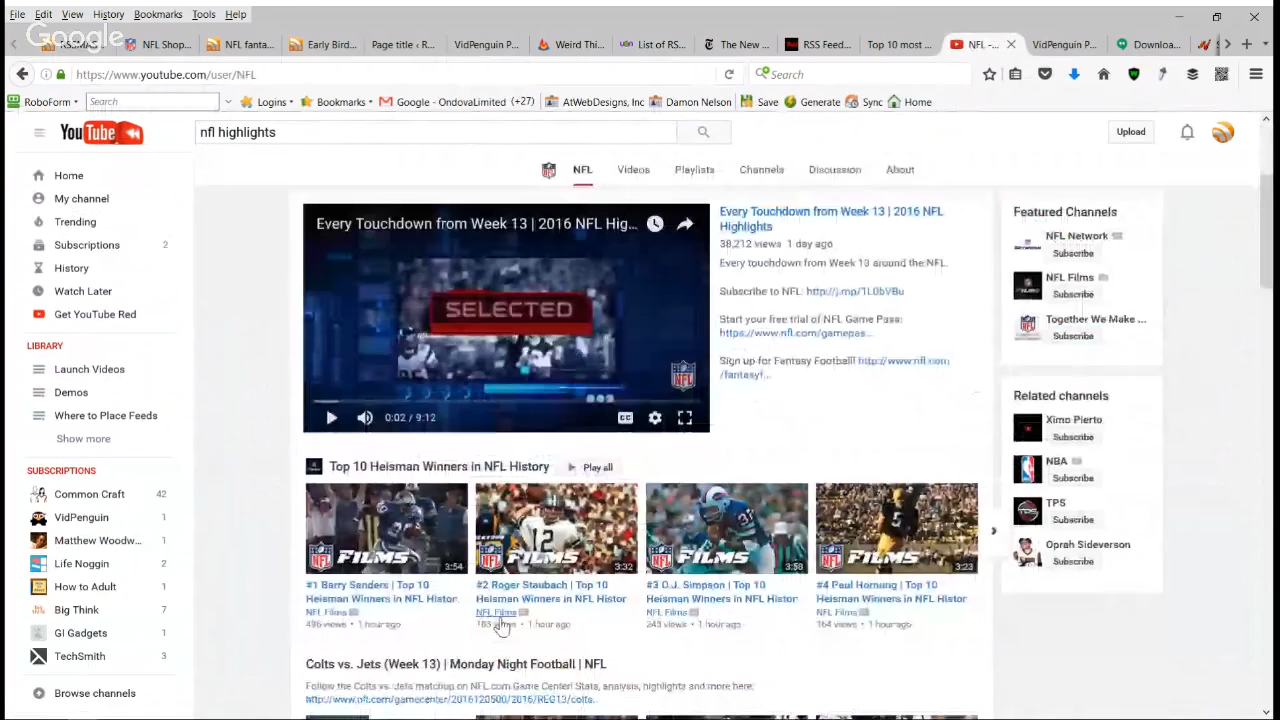 File Edit View History Bookmarks Tools Help
Google
NFL Shop...
NFL fanta...
Early Bird...
Page title ‹ R...
VidPenguin P...
Weird Thi...
List of RS...
The New ...
RSS Feed...
Top 10 most ...
NFL -...
VidPenguin P...
Downloa...
https://www.youtube.com/user/NFL
Search
RoboForm
Search
Logins
Bookmarks
Google - OndovaLimited (+27)
AtWebDesigns, Inc
Damon Nelson
Save
Generate
Sync
Home
YouTube
nfl highlights
Upload
NFL Videos Playlists Channels Discussion About
Home
My channel
Trending
Subscriptions 2
History
Watch Later
Get YouTube Red
LIBRARY
Launch Videos
Demos
Where to Place Feeds
Show more
SUBSCRIPTIONS
Common Craft 42
VidPenguin 1
Matthew Woodw... 1
Life Noggin 2
How to Adult 1
Big Think 7
GI Gadgets 1
TechSmith 3
Browse channels
Every Touchdown from Week 13 | 2016 NFL Hig...
SELECTED
NFL
0:02 / 9:12
CC
Every Touchdown from Week 13 | 2016 NFL
Highlights
38,212 views 1 day ago
Every touchdown from Week 13 around the NFL.
Subscribe to NFL: http://j.mp/1L0bVBu
Start your free trial of NFL Game Pass:
https://www.nfl.com/gamepas...
Sign up for Fantasy Football! http://www.nfl.com
/fantasyf...
Top 10 Heisman Winners in NFL History
Play all
NFL FILMS 3:54
NFL FILMS 3:32
NFL FILMS 3:58
NFL FILMS 3:23
#1 Barry Sanders | Top 10
Heisman Winners in NFL Histor
NFL Films
496 views • 1 hour ago
#2 Roger Staubach | Top 10
Heisman Winners in NFL Histor
NFL Films
views • 1 hour ago
#3 O.J. Simpson | Top 10
Heisman Winners in NFL History
NFL Films
243 views • 1 hour ago
#4 Paul Hornung | Top 10
Heisman Winners in NFL History
NFL Films
164 views • 1 hour ago
Colts vs. Jets (Week 13) | Monday Night Football | NFL
Follow the Colts vs. Jets matchup on NFL.com Game Center! Stats, analysis, highlights and more here:
http://www.nfl.com/gamecenter/2016120500/2016/REG13/colts...
Featured Channels
NFL Network
Subscribe
NFL Films
Subscribe
Together We Make ...
Subscribe
Related channels
Ximo Pierto
Subscribe
NBA
Subscribe
TPS
Subscribe
Oprah Sideverson
Subscribe